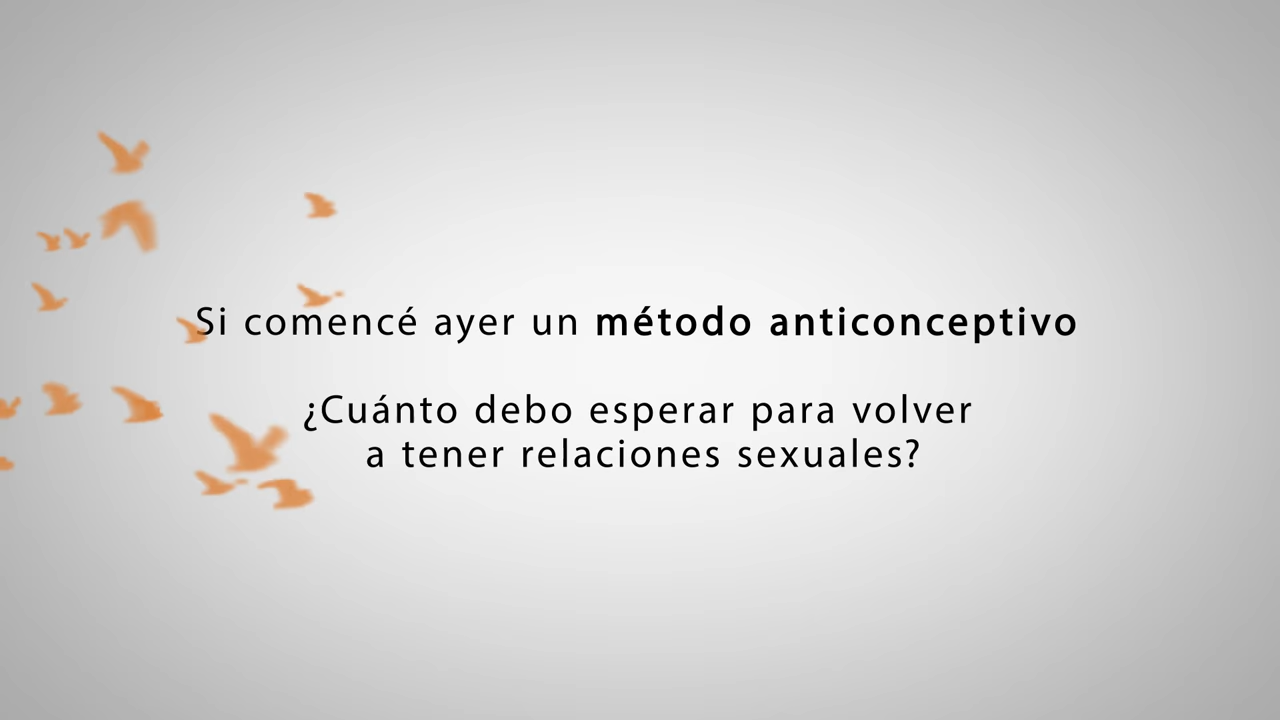 Si comencé ayer un método anticonceptivo
¿Cuánto debo esperar para volver
a tener relaciones sexuales?